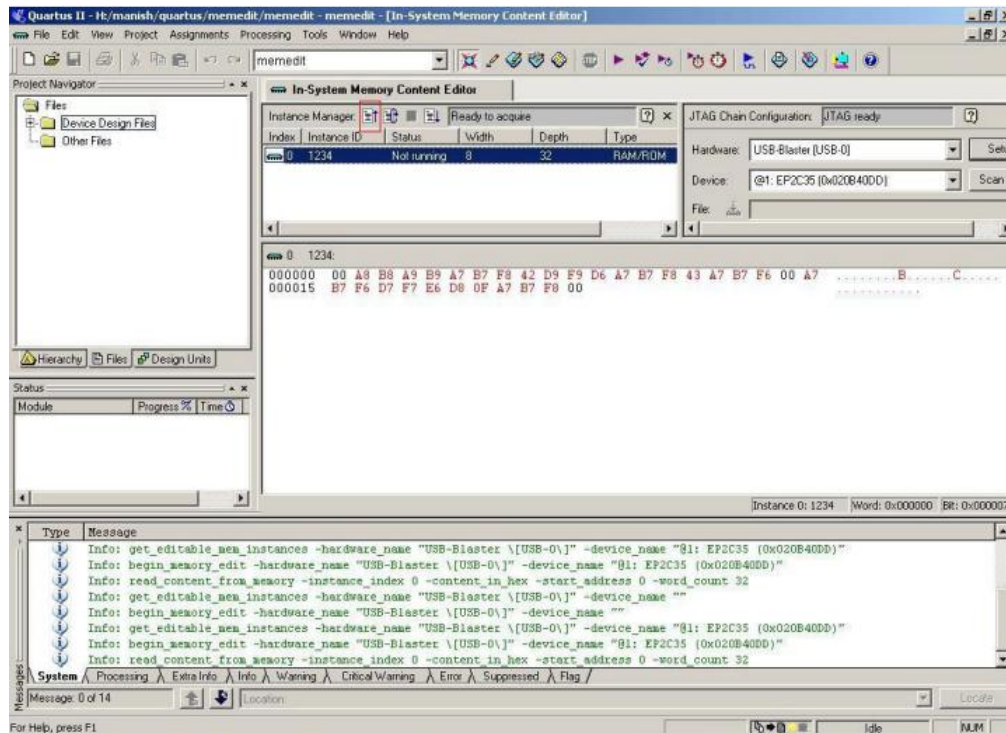 Quartus II - H:/manish/quartus/memedit/memedit - memedit - [In-System Memory Content Editor]
File Edit View Project Assignments Processing Tools Window Help
memedit
Project Navigator
Files
Device Design Files
Other Files
Hierarchy Files Design Units
Status
Module Progress % Time
In-System Memory Content Editor
Instance Manager: Ready to acquire
Index Instance ID Status Width Depth Type
0 1234 Not running 8 32 RAM/ROM
JTAG Chain Configuration: JTAG ready
Hardware: USB-Blaster [USB-0]
Device: @1: EP2C35 (0x020B40DD) Scan
File:
0 1234:
000000 00 A8 B8 A9 B9 A7 B7 F8 42 D9 F9 D6 A7 B7 F8 43 A7 B7 F6 00 A7 ........B......C.....
000015 B7 F6 D7 F7 E6 D8 0F A7 B7 F8 00 ...........
Instance 0: 1234 Word: 0x000000 Bit: 0x00000
Type Message
Info: get_editable_mem_instances -hardware_name "USB-Blaster \[USB-0\]" -device_name "@1: EP2C35 (0x020B40DD)"
Info: begin_memory_edit -hardware_name "USB-Blaster \[USB-0\]" -device_name "@1: EP2C35 (0x020B40DD)"
Info: read_content_from_memory -instance_index 0 -content_in_hex -start_address 0 -word_count 32
Info: get_editable_mem_instances -hardware_name "USB-Blaster \[USB-0\]" -device_name ""
Info: begin_memory_edit -hardware_name "USB-Blaster \[USB-0\]" -device_name ""
Info: get_editable_mem_instances -hardware_name "USB-Blaster \[USB-0\]" -device_name "@1: EP2C35 (0x020B40DD)"
Info: begin_memory_edit -hardware_name "USB-Blaster \[USB-0\]" -device_name "@1: EP2C35 (0x020B40DD)"
Info: read_content_from_memory -instance_index 0 -content_in_hex -start_address 0 -word_count 32
System Processing Extra Info Info Warning Critical Warning Error Suppressed Flag
Messages
Message: 0 of 14 Location: Locate
For Help, press F1 Idle NUM